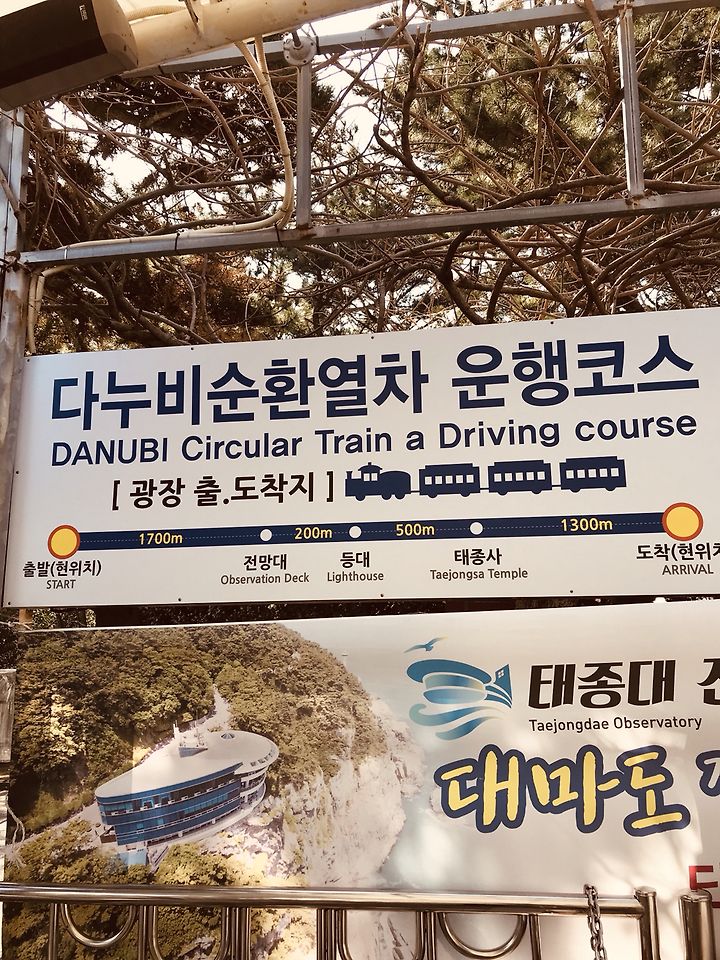 다누비순환열차 운행코스
DANUBI Circular Train a Driving course
[ 광장 출.도착지 ]
1700m 200m 500m 1300m
출발(현위치) 전망대 등대 태종사 도착(현위치
START Observation Deck Lighthouse Taejongsa Temple ARRIVAL
태종대
Taejongdae Observatory
대마도